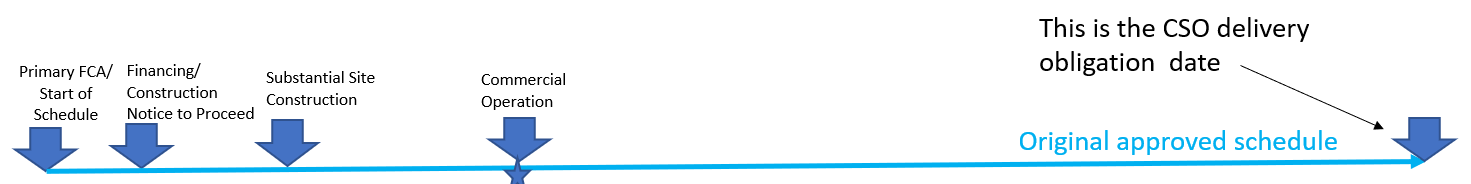 Primary FCA/
Start of
Schedule
Financing/
Construction
Notice to Proceed
Substantial Site
Construction
Commercial
Operation
This is the CSO delivery
obligation  date
Original approved schedule